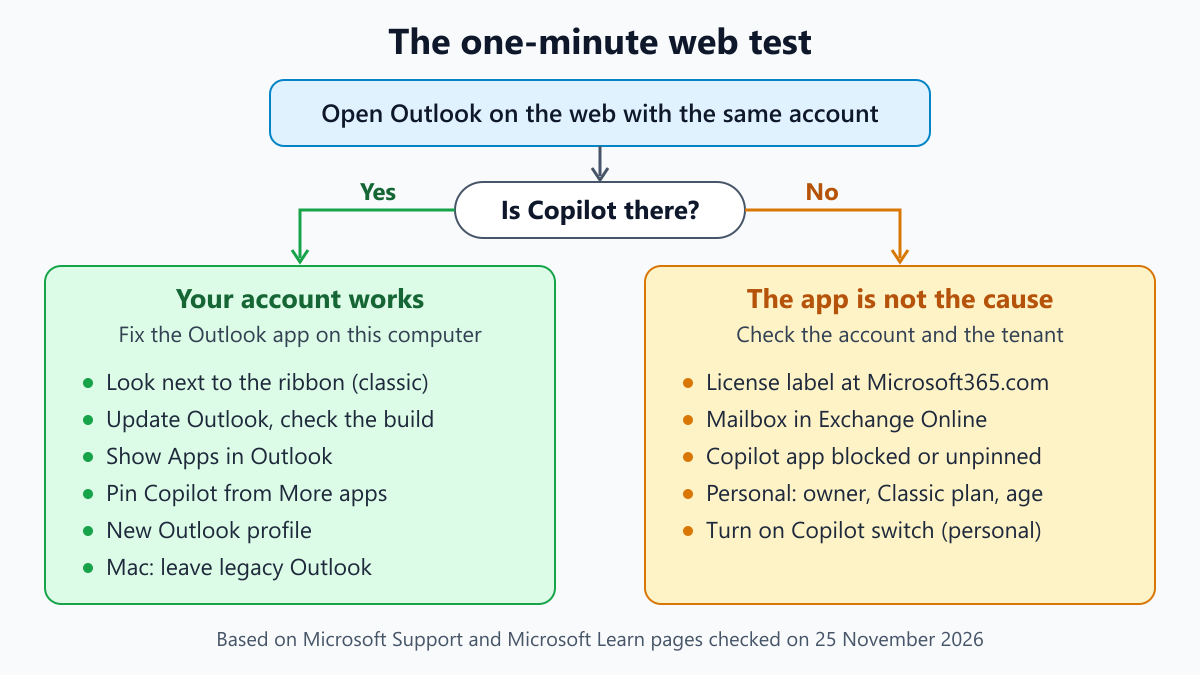 The one-minute web test
Open Outlook on the web with the same account
Is Copilot there?
Yes
No
Your account works
Fix the Outlook app on this computer
Look next to the ribbon (classic)
Update Outlook, check the build
Show Apps in Outlook
Pin Copilot from More apps
New Outlook profile
Mac: leave legacy Outlook
The app is not the cause
Check the account and the tenant
License label at Microsoft365.com
Mailbox in Exchange Online
Copilot app blocked or unpinned
Personal: owner, Classic plan, age
Turn on Copilot switch (personal)
Based on Microsoft Support and Microsoft Learn pages checked on 25 November 2026